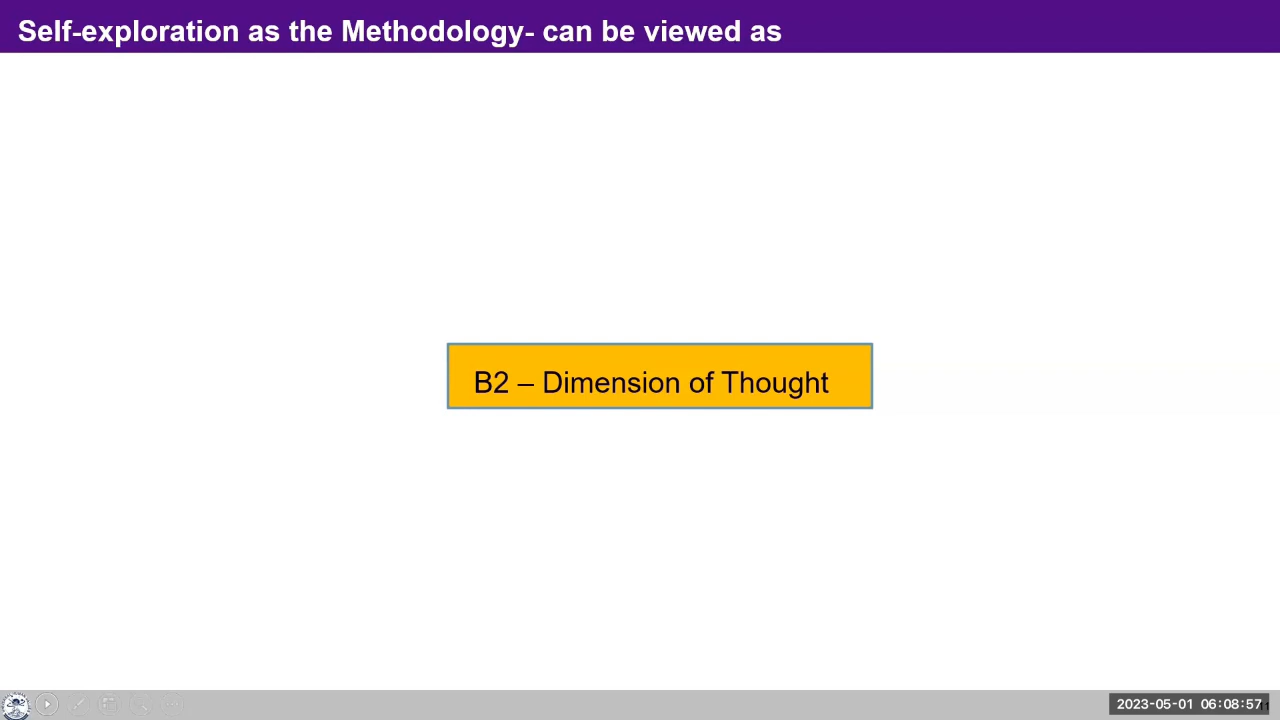 Self-exploration as the Methodology- can be viewed as
B2 – Dimension of Thought
2023-05-01 06:08:57